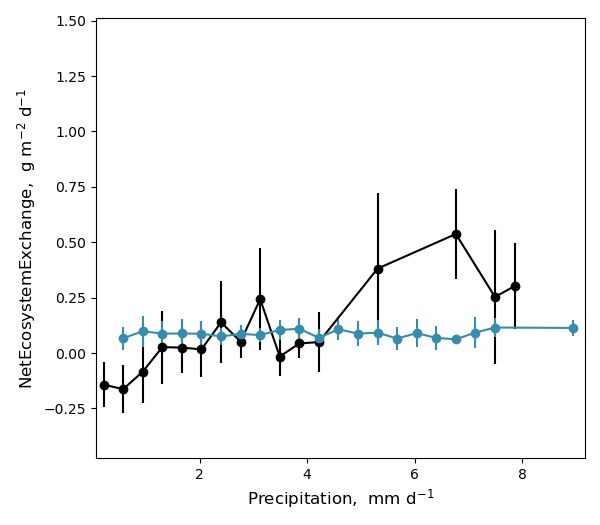 1.50
1.25
1.00
0.75
0.50
0.25
0.00
−0.25
NetEcosystemExchange, g m⁻² d⁻¹
2 4 6 8
Precipitation, mm d⁻¹